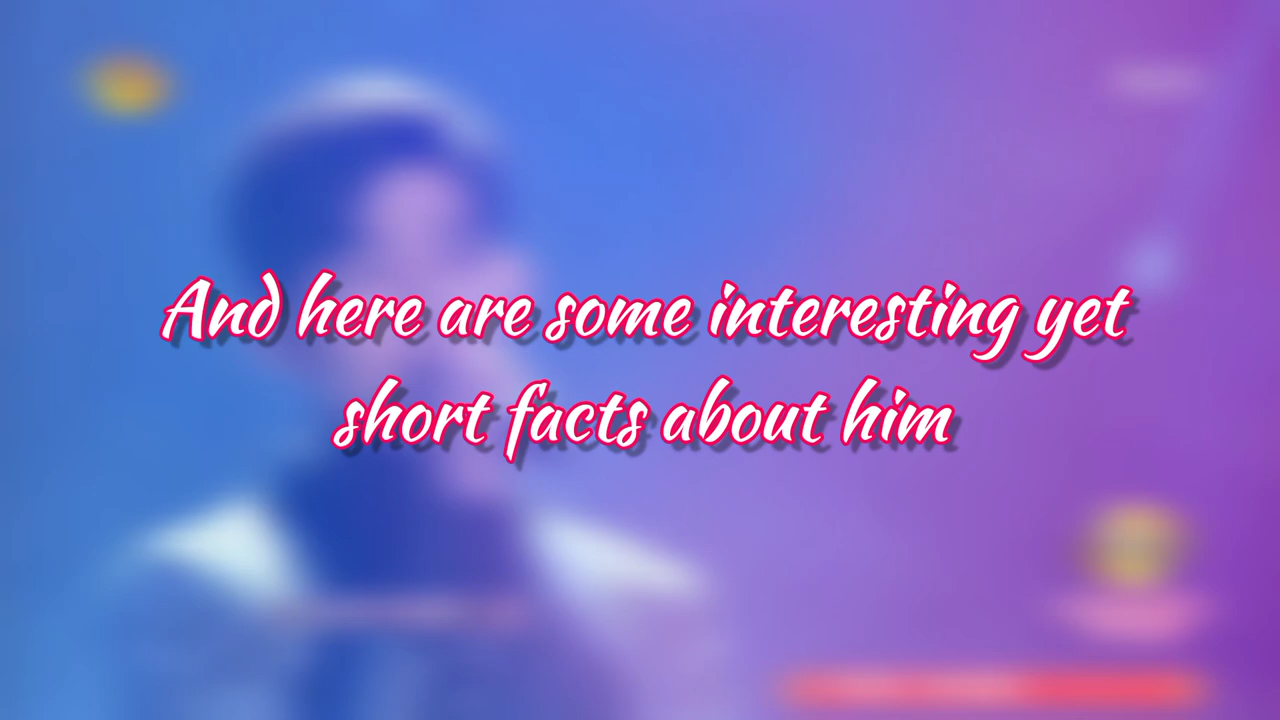 And here are some interesting yet
short facts about him